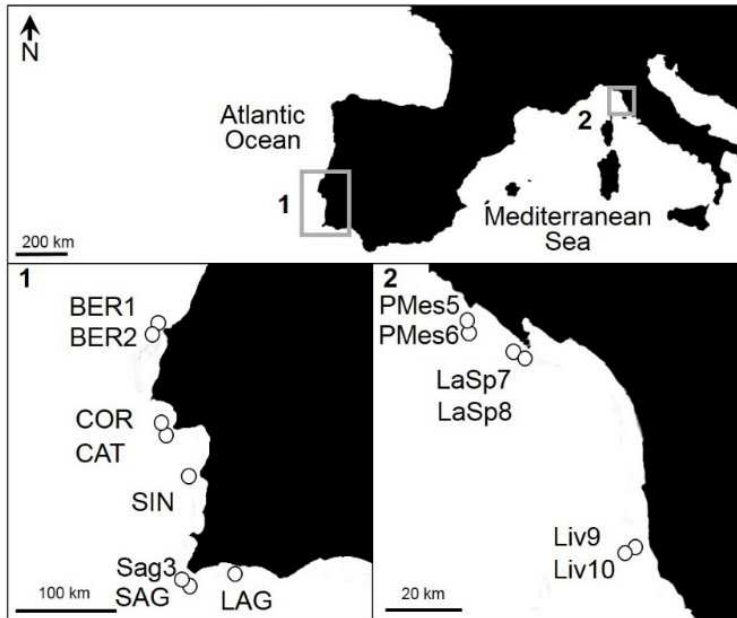 N
Atlantic
Ocean
1
2
Mediterranean
Sea
200 km
1
BER1
BER2
COR
CAT
SIN
Sag3
SAG
LAG
100 km
2
PMes5
PMes6
LaSp7
LaSp8
Liv9
Liv10
20 km